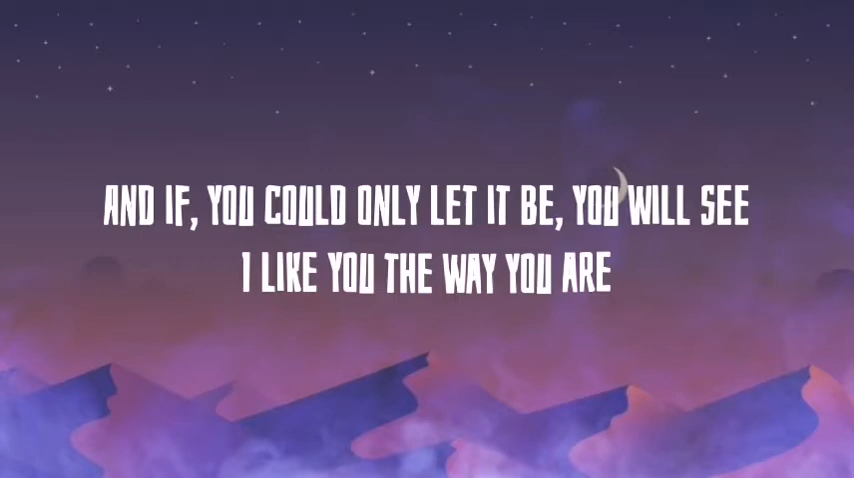 AND IF, YOU COULD ONLY LET IT BE, YOU WILL SEE
I LIKE YOU THE WAY YOU ARE